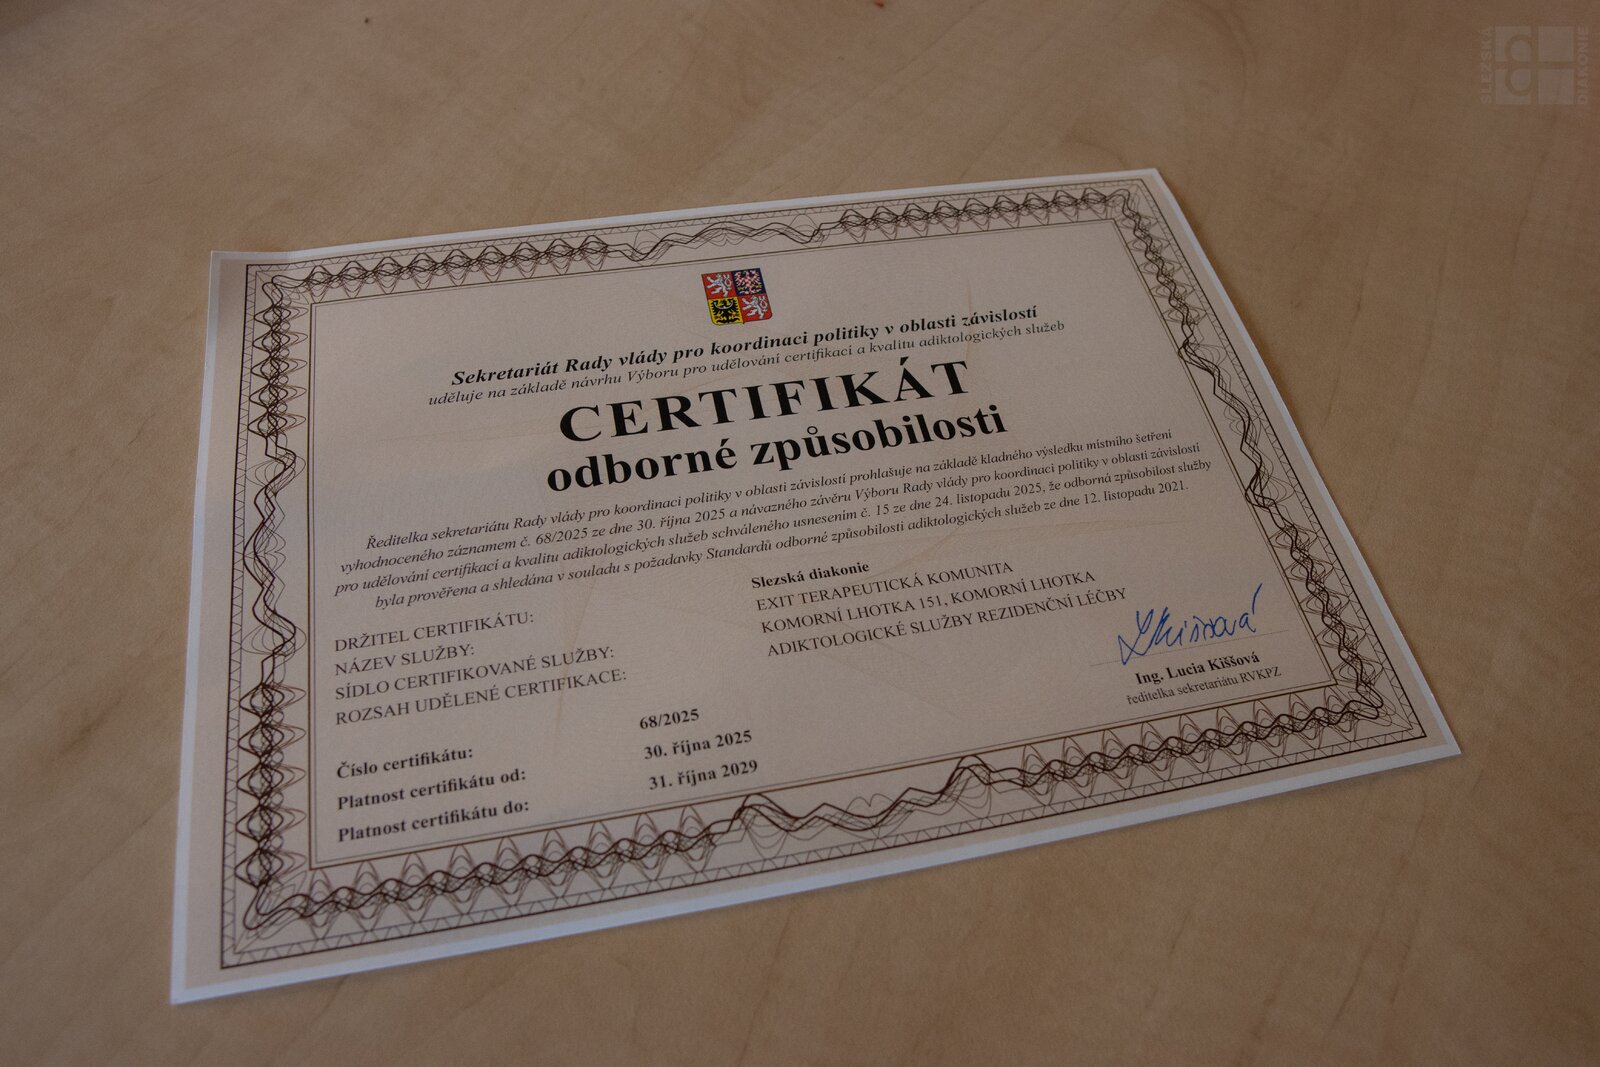 SLEZSKÁ
DIAKONIE
Sekretariát Rady vlády pro koordinaci politiky v oblasti závislostí
uděluje na základě návrhu Výboru pro udělování certifikací a kvalitu adiktologických služeb
CERTIFIKÁT
odborné způsobilosti
Ředitelka sekretariátu Rady vlády pro koordinaci politiky v oblasti závislostí prohlašuje na základě kladného výsledku místního šetření
vyhodnoceného záznamem č. 68/2025 ze dne 30. října 2025 a návazného závěru Výboru Rady vlády pro koordinaci politiky v oblasti závislostí
pro udělování certifikací a kvalitu adiktologických služeb schváleného usnesením č. 15 ze dne 24. listopadu 2025, že odborná způsobilost služby
byla prověřena a shledána v souladu s požadavky Standardů odborné způsobilosti adiktologických služeb ze dne 12. listopadu 2021.
DRŽITEL CERTIFIKÁTU: Slezská diakonie
NÁZEV SLUŽBY: EXIT TERAPEUTICKÁ KOMUNITA
SÍDLO CERTIFIKOVANÉ SLUŽBY: KOMORNÍ LHOTKA 151, KOMORNÍ LHOTKA
ROZSAH UDĚLENÉ CERTIFIKACE: ADIKTOLOGICKÉ SLUŽBY REZIDENČNÍ LÉČBY
Číslo certifikátu: 68/2025
Platnost certifikátu od: 30. října 2025
Platnost certifikátu do: 31. října 2029
LKiššová
Ing. Lucia Kiššová
ředitelka sekretariátu RVKPZ